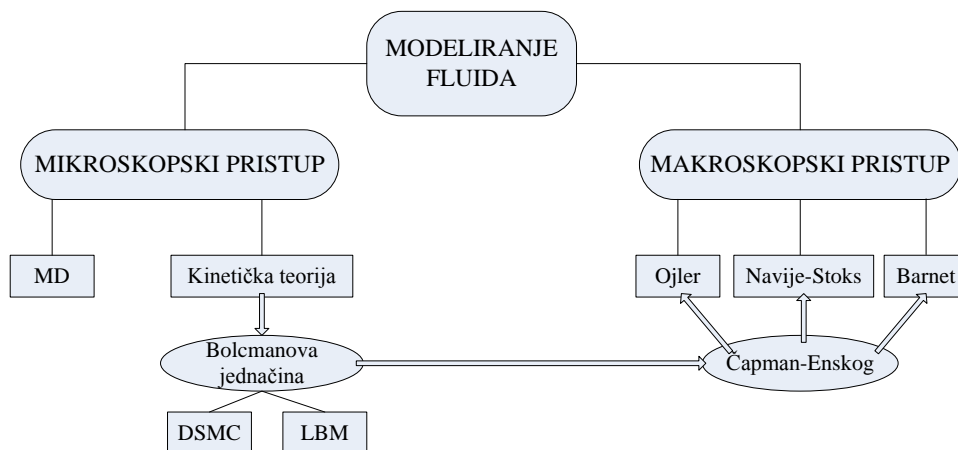 MODELIRANJE
FLUIDA
MIKROSKOPSKI PRISTUP
MAKROSKOPSKI PRISTUP
MD
Kinetička teorija
Ojler
Navije-Stoks
Barnet
Bolcmanova
jednačina
Čapman-Enskog
DSMC
LBM